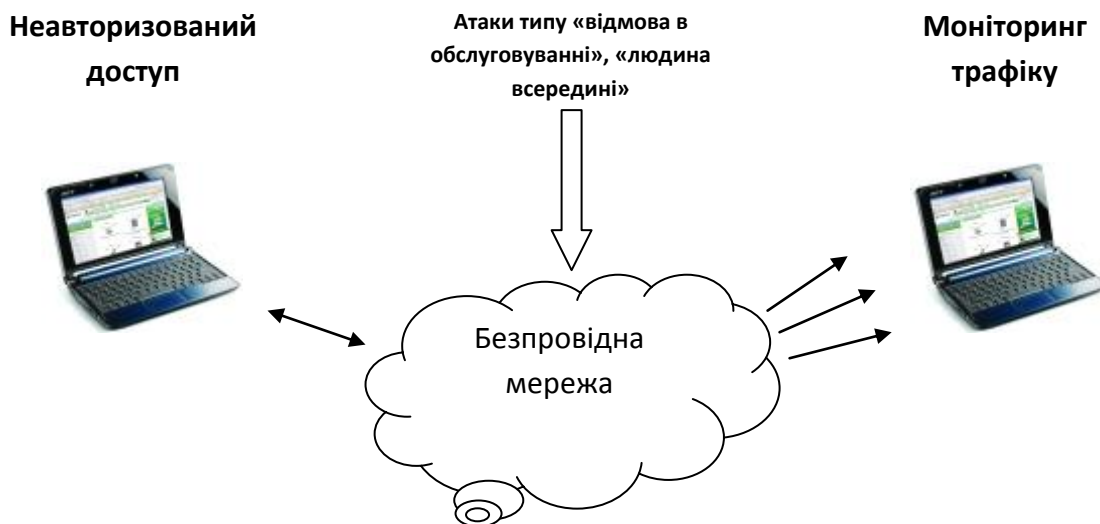 Неавторизований
доступ
Атаки типу «відмова в
обслуговуванні», «людина
всередині»
Моніторинг
трафіку
Безпровідна
мережа